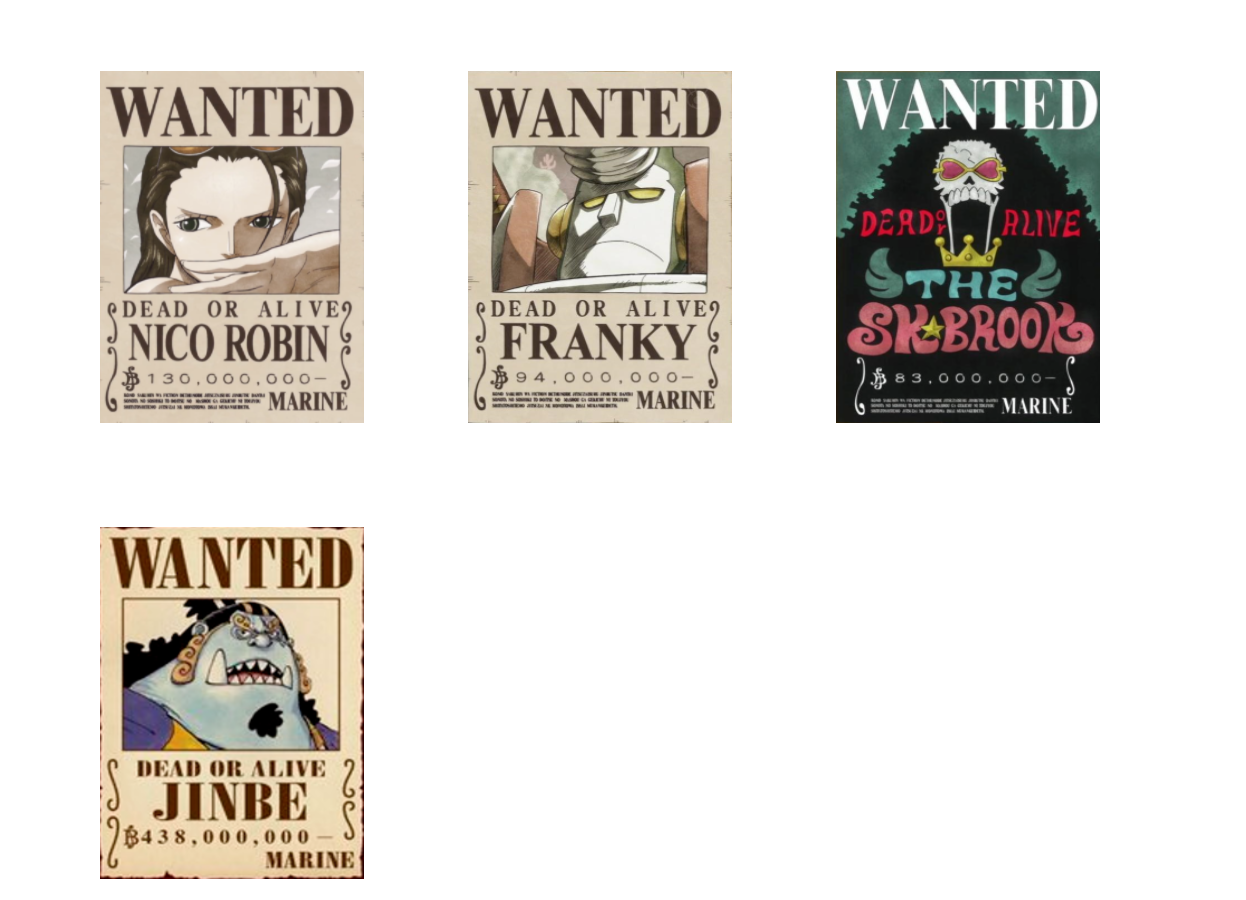 WANTED
DEAD OR ALIVE
NICO ROBIN
130,000,000-
MARINE
WANTED
DEAD OR ALIVE
FRANKY
94,000,000-
MARINE
WANTED
DEAD OR ALIVE
THE
SK★BROOK
83,000,000-
MARINE
WANTED
DEAD OR ALIVE
JINBE
438,000,000-
MARINE